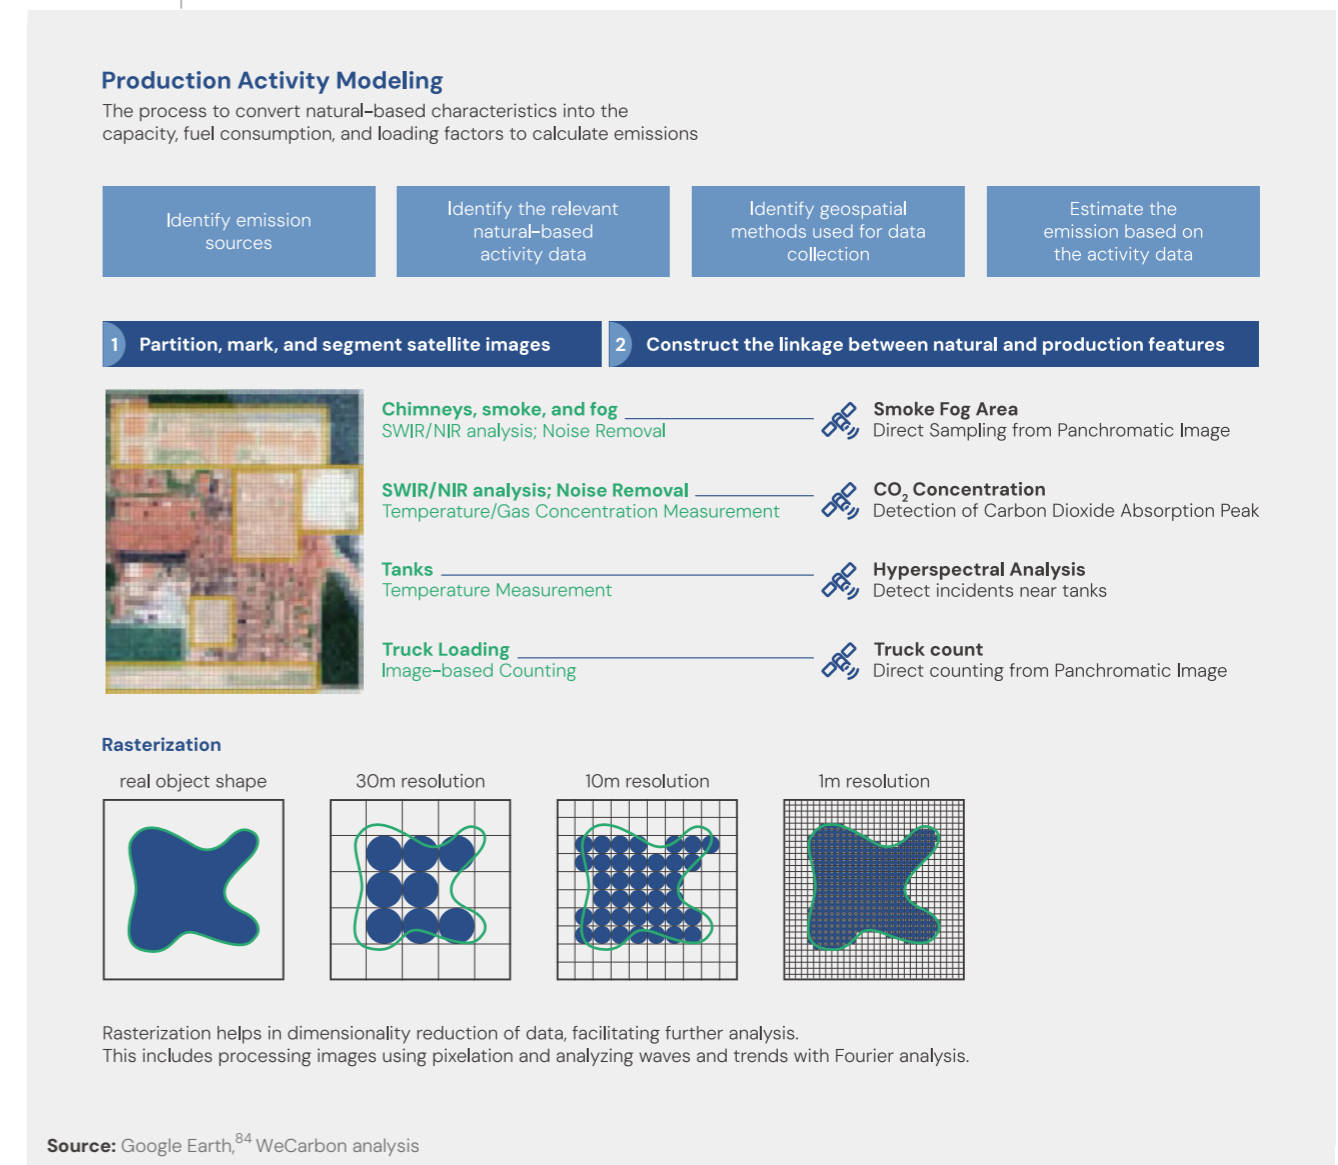 Production Activity Modeling
The process to convert natural-based characteristics into the
capacity, fuel consumption, and loading factors to calculate emissions
Identify emission
sources
Identify the relevant
natural-based
activity data
Identify geospatial
methods used for data
collection
Estimate the
emission based on
the activity data
1 Partition, mark, and segment satellite images
2 Construct the linkage between natural and production features
Chimneys, smoke, and fog
SWIR/NIR analysis; Noise Removal
Smoke Fog Area
Direct Sampling from Panchromatic Image
SWIR/NIR analysis; Noise Removal
Temperature/Gas Concentration Measurement
CO₂ Concentration
Detection of Carbon Dioxide Absorption Peak
Tanks
Temperature Measurement
Hyperspectral Analysis
Detect incidents near tanks
Truck Loading
Image-based Counting
Truck count
Direct counting from Panchromatic Image
Rasterization
real object shape
30m resolution
10m resolution
1m resolution
Rasterization helps in dimensionality reduction of data, facilitating further analysis.
This includes processing images using pixelation and analyzing waves and trends with Fourier analysis.
Source: Google Earth,⁸⁴ WeCarbon analysis